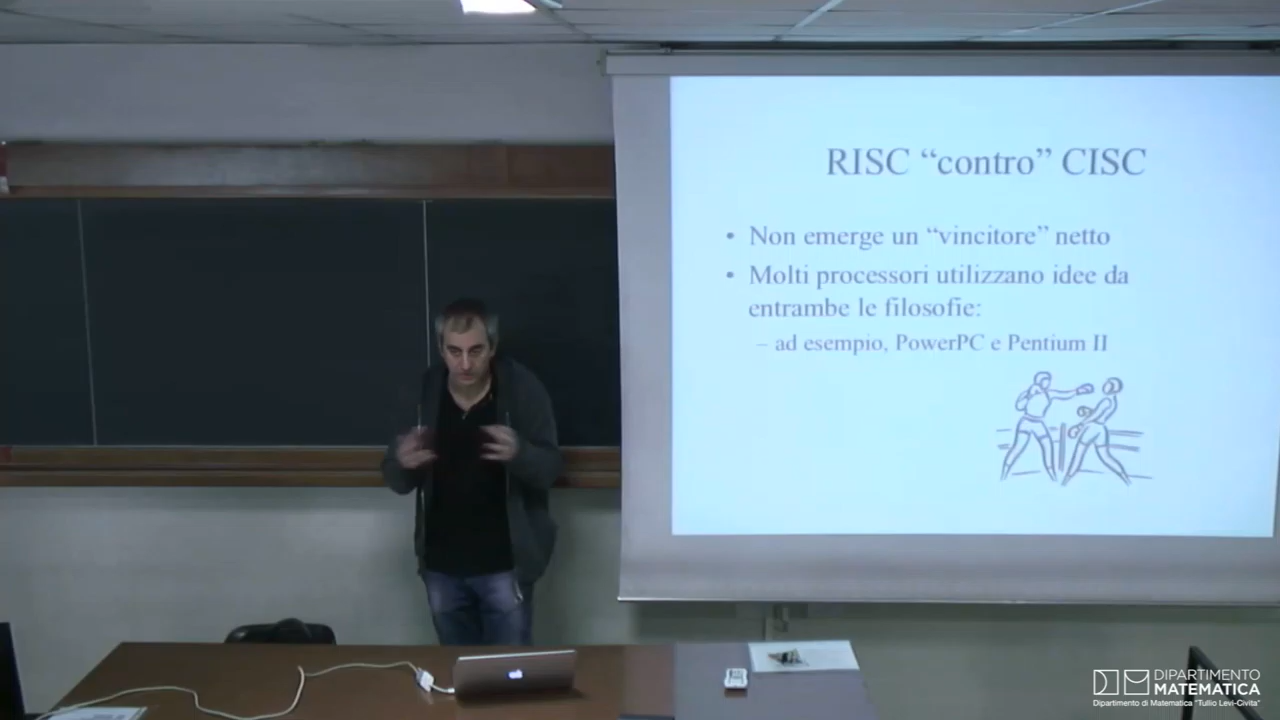 RISC “contro” CISC
• Non emerge un “vincitore” netto
• Molti processori utilizzano idee da
entrambe le filosofie:
– ad esempio, PowerPC e Pentium II
DIPARTIMENTO
MATEMATICA
Dipartimento di Matematica "Tullio Levi-Civita"